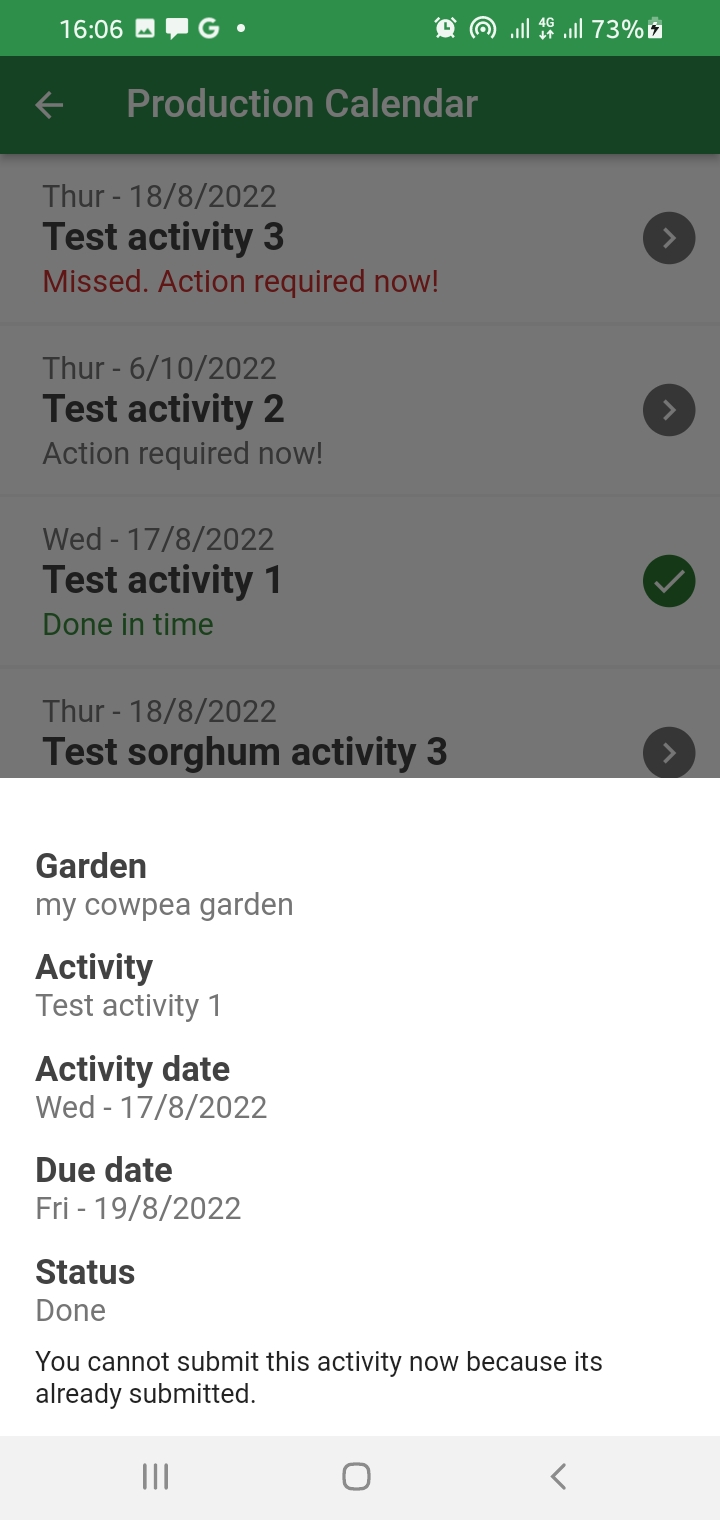 16:06
4G
73%
Production Calendar
Thur - 18/8/2022
Test activity 3
Missed. Action required now!
Thur - 6/10/2022
Test activity 2
Action required now!
Wed - 17/8/2022
Test activity 1
Done in time
Thur - 18/8/2022
Test sorghum activity 3
Garden
my cowpea garden
Activity
Test activity 1
Activity date
Wed - 17/8/2022
Due date
Fri - 19/8/2022
Status
Done
You cannot submit this activity now because its
already submitted.